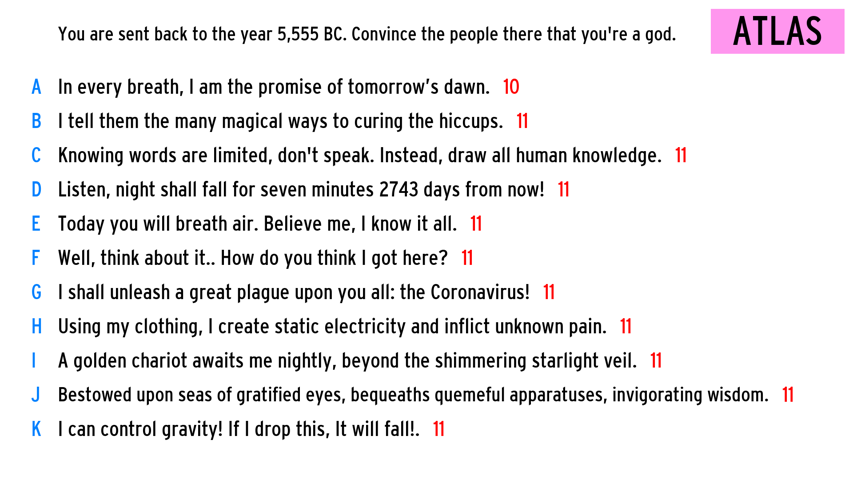 You are sent back to the year 5,555 BC. Convince the people there that you're a god.
ATLAS
A In every breath, I am the promise of tomorrow’s dawn. 10
B I tell them the many magical ways to curing the hiccups. 11
C Knowing words are limited, don't speak. Instead, draw all human knowledge. 11
D Listen, night shall fall for seven minutes 2743 days from now! 11
E Today you will breath air. Believe me, I know it all. 11
F Well, think about it.. How do you think I got here? 11
G I shall unleash a great plague upon you all: the Coronavirus! 11
H Using my clothing, I create static electricity and inflict unknown pain. 11
I A golden chariot awaits me nightly, beyond the shimmering starlight veil. 11
J Bestowed upon seas of gratified eyes, bequeaths quemeful apparatuses, invigorating wisdom. 11
K I can control gravity! If I drop this, It will fall!. 11